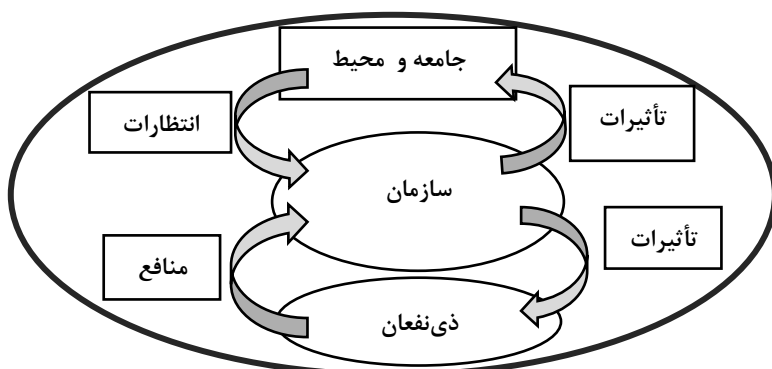 جامعه و محیط
تأثیرات
انتظارات
سازمان
تأثیرات
منافع
ذی‌نفعان